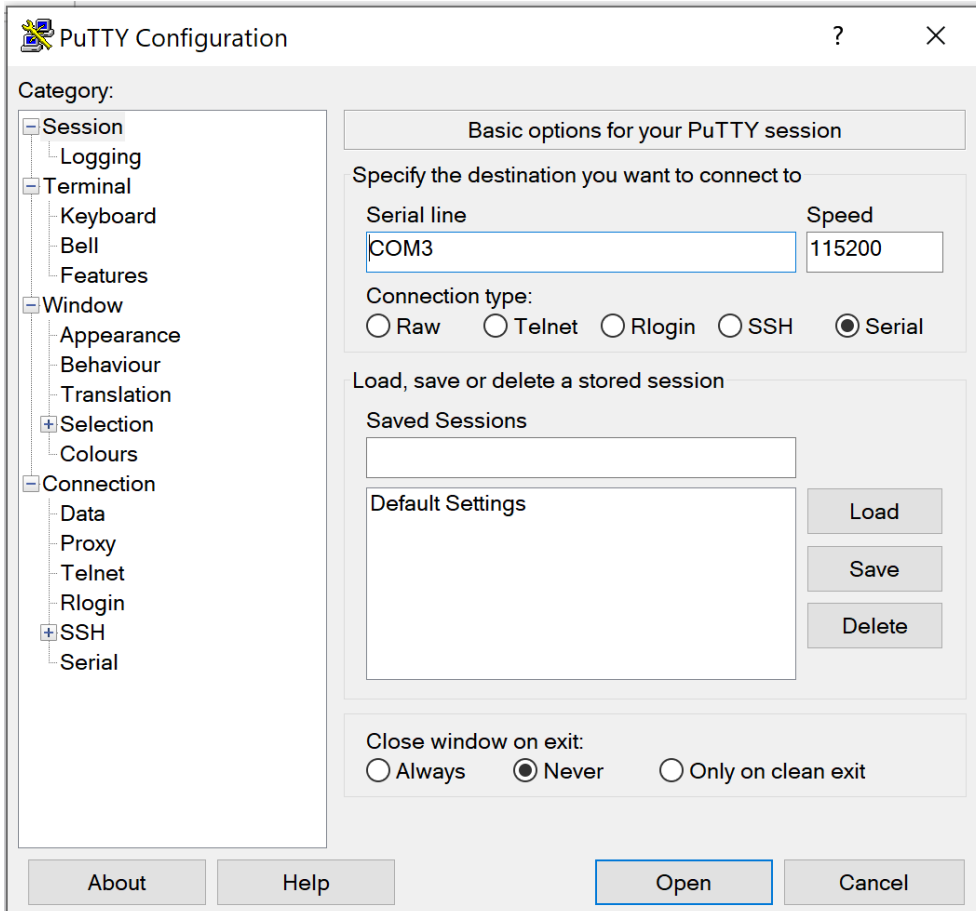 PuTTY Configuration
?
Category:
Session
Logging
Terminal
Keyboard
Bell
Features
Window
Appearance
Behaviour
Translation
Selection
Colours
Connection
Data
Proxy
Telnet
Rlogin
SSH
Serial
Basic options for your PuTTY session
Specify the destination you want to connect to
Serial line Speed
COM3 115200
Connection type:
Raw Telnet Rlogin SSH Serial
Load, save or delete a stored session
Saved Sessions
Default Settings
Load
Save
Delete
Close window on exit:
Always Never Only on clean exit
About Help Open Cancel